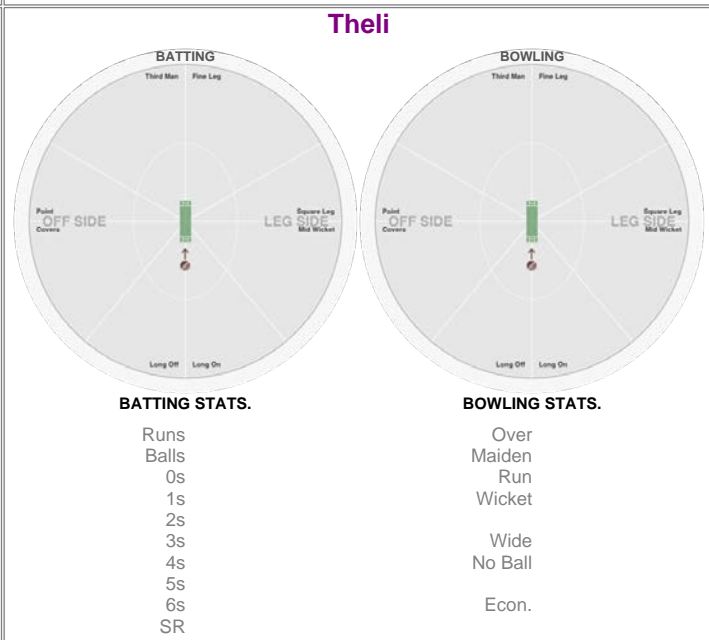 Theli
BATTING
Third Man Fine Leg
Point Square Leg
OFF SIDE LEG SIDE
Covers Mid Wicket
Long Off Long On
BATTING STATS.
Runs
Balls
0s
1s
2s
3s
4s
5s
6s
SR
BOWLING
Third Man Fine Leg
Point Square Leg
OFF SIDE LEG SIDE
Covers Mid Wicket
Long Off Long On
BOWLING STATS.
Over
Maiden
Run
Wicket
Wide
No Ball
Econ.